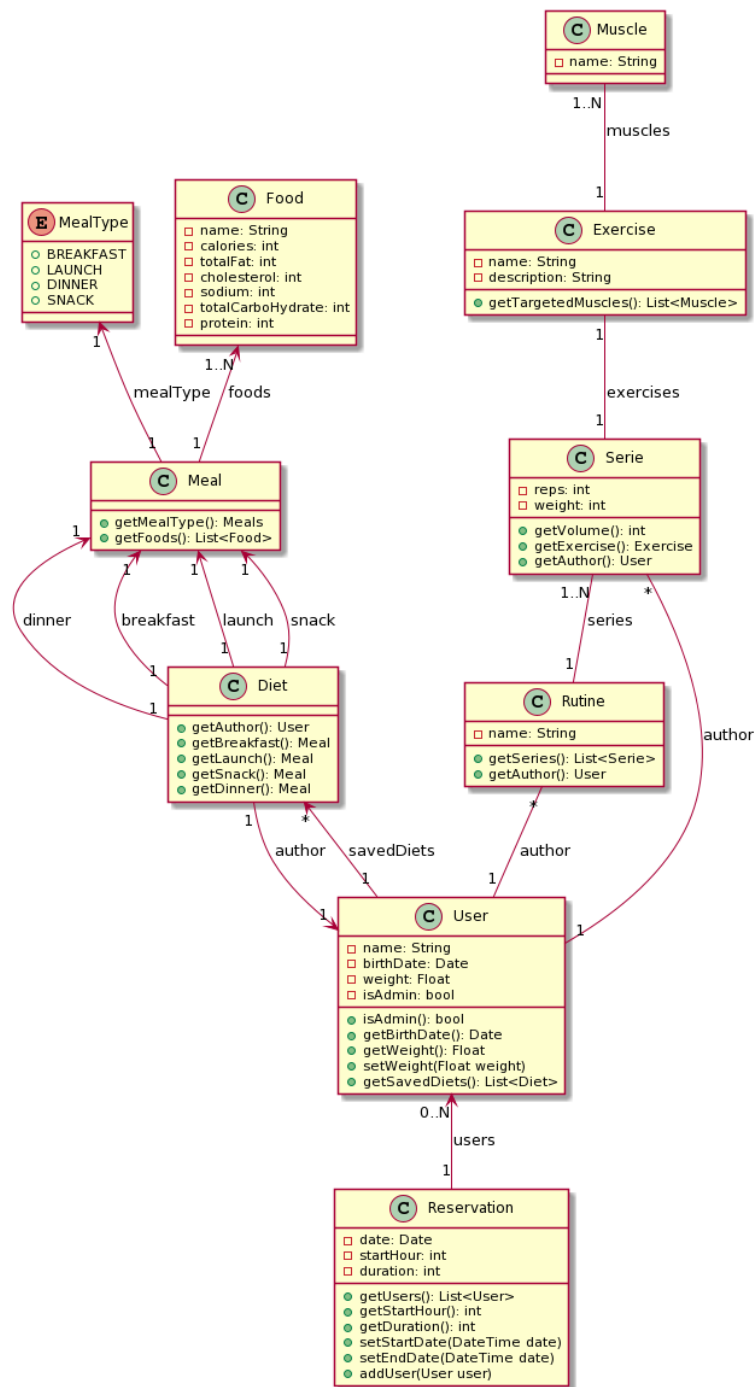 C Muscle
name: String
1..N
muscles
1
C Exercise
name: String
description: String
getTargetedMuscles(): List<Muscle>
1
exercises
1
E MealType
BREAKFAST
LAUNCH
DINNER
SNACK
1
mealType
1
C Food
name: String
calories: int
totalFat: int
cholesterol: int
sodium: int
totalCarboHydrate: int
protein: int
1..N
foods
1
C Meal
getMealType(): Meals
getFoods(): List<Food>
1
dinner
1
1
breakfast
1
1
launch
1
1
snack
1
C Serie
reps: int
weight: int
getVolume(): int
getExercise(): Exercise
getAuthor(): User
1..N
series
1
*
author
1
C Diet
getAuthor(): User
getBreakfast(): Meal
getLaunch(): Meal
getSnack(): Meal
getDinner(): Meal
1
author
1
*
savedDiets
1
C Rutine
name: String
getSeries(): List<Serie>
getAuthor(): User
*
author
1
C User
name: String
birthDate: Date
weight: Float
isAdmin: bool
isAdmin(): bool
getBirthDate(): Date
getWeight(): Float
setWeight(Float weight)
getSavedDiets(): List<Diet>
0..N
users
1
C Reservation
date: Date
startHour: int
duration: int
getUsers(): List<User>
getStartHour(): int
getDuration(): int
setStartDate(DateTime date)
setEndDate(DateTime date)
addUser(User user)